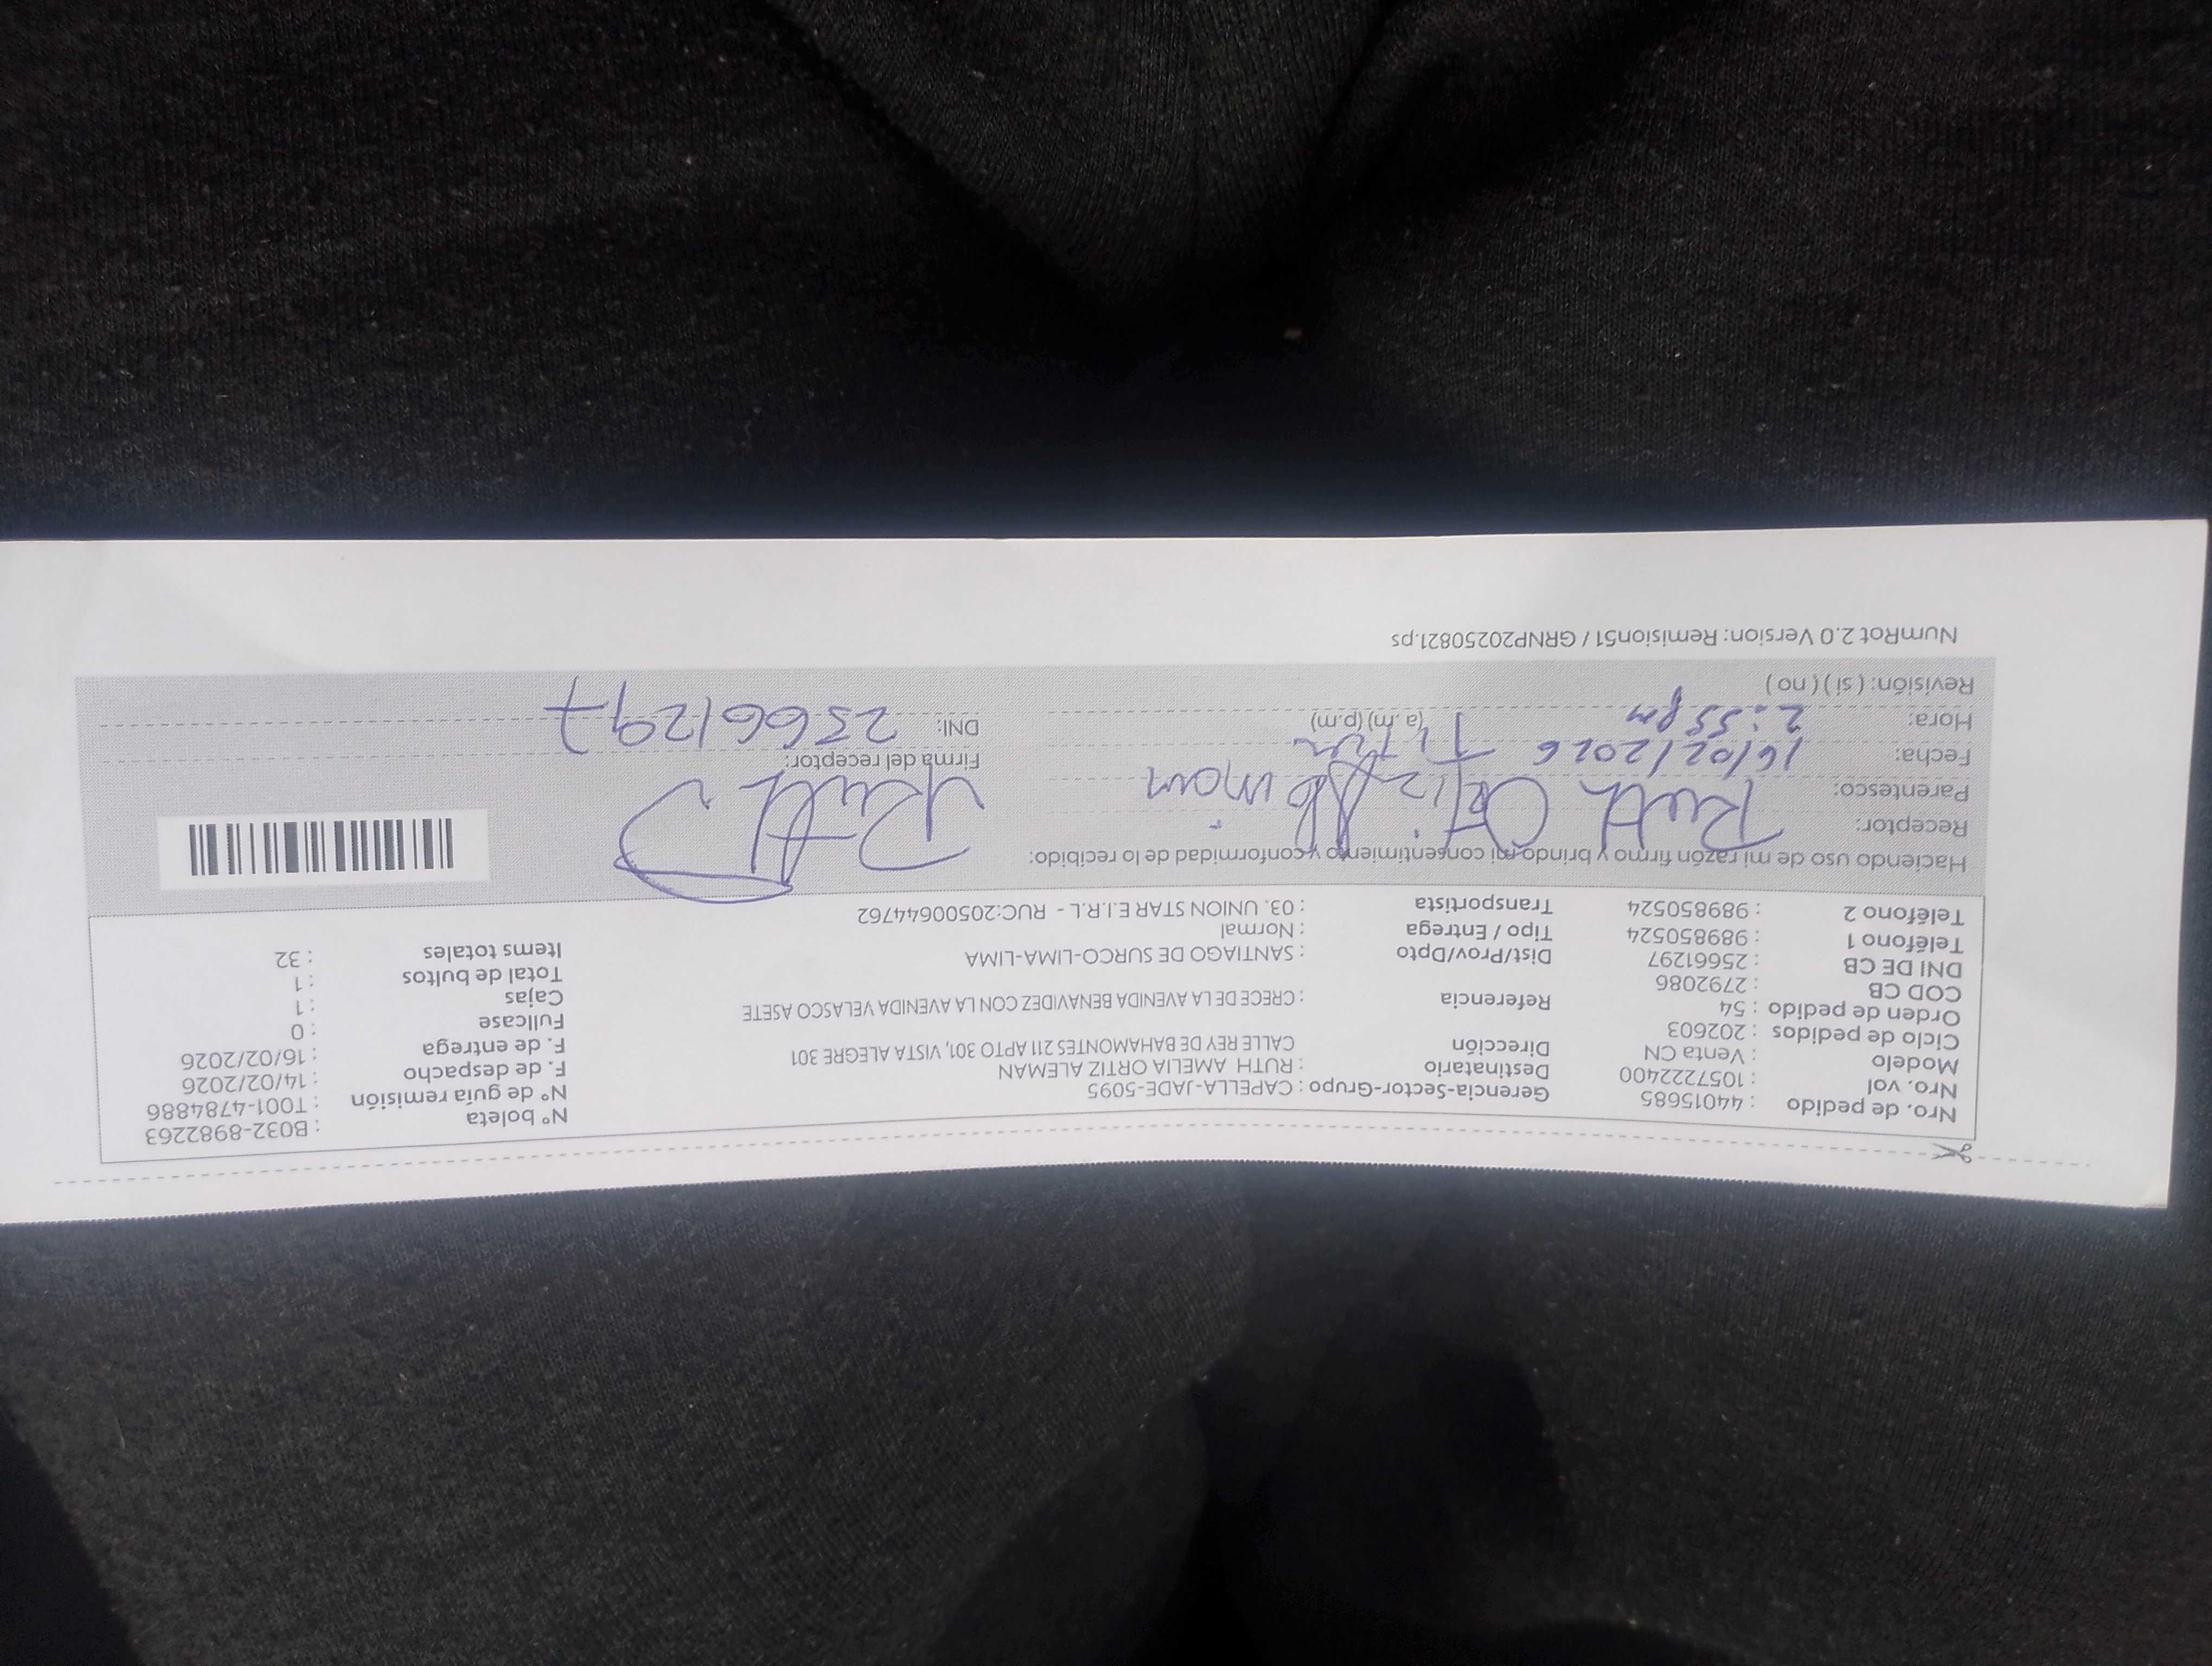 Nro. de pedido : 44015685 Gerencia-Sector-Grupo : CAPELLA-JADE-5095 N° boleta : B032-8982263
Nro. val : 1057222400 Destinatario : RUTH AMELIA ORTIZ ALEMAN N° de guía remisión : T001-4784886
Modelo : Venta CN Dirección CALLE REY DE BAHAMONTES 211 APTO 301, VISTA ALEGRE 301 F. de despacho : 14/02/2026
Ciclo de pedidos : 202603 F. de entrega : 16/02/2026
Orden de pedido : 54 Referencia : CRECE DE LA AVENIDA BENAVIDEZ CON LA AVENIDA VELASCO ASETE Fullcase : 0
COD CB : 2792086 Cajas : 1
DNI DE CB : 25661297 Dist/Prov/Dpto : SANTIAGO DE SURCO-LIMA-LIMA Total de bultos : 1
Teléfono 1 : 989850524 Tipo / Entrega : Normal Items totales : 32
Teléfono 2 : 989850524 Transportista : 03. UNION STAR E.I.R.L - RUC:20500644762
Haciendo uso de mi razón firmo y brindo mi consentimiento y conformidad de lo recibido:
Receptor: Ruth Ortiz Aleman
Parentesco: Titular
Fecha: 16/02/2026 Firma del receptor: Ruth
Hora: 2:55 pm (a.m) (p.m) DNI: 25661297
Revisión: ( si ) ( no )
NumRot 2.0 Version: Remision51 / GRNP20250821.ps